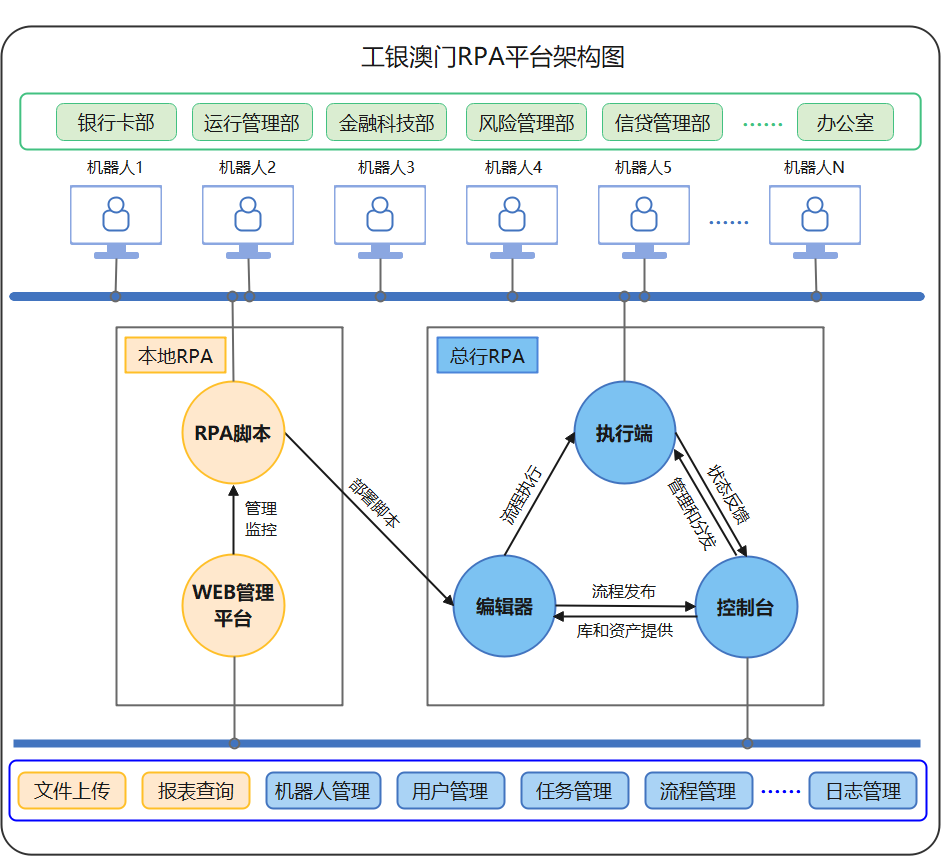 工银澳门RPA平台架构图
银行卡部
运行管理部
金融科技部
风险管理部
信贷管理部
······
办公室
机器人1
机器人2
机器人3
机器人4
机器人5
机器人N
······
本地RPA
总行RPA
RPA脚本
执行端
管理
监控
部署脚本
流程执行
状态反馈
管理和分发
WEB管理
平台
编辑器
流程发布
库和资产提供
控制台
文件上传
报表查询
机器人管理
用户管理
任务管理
流程管理
······
日志管理